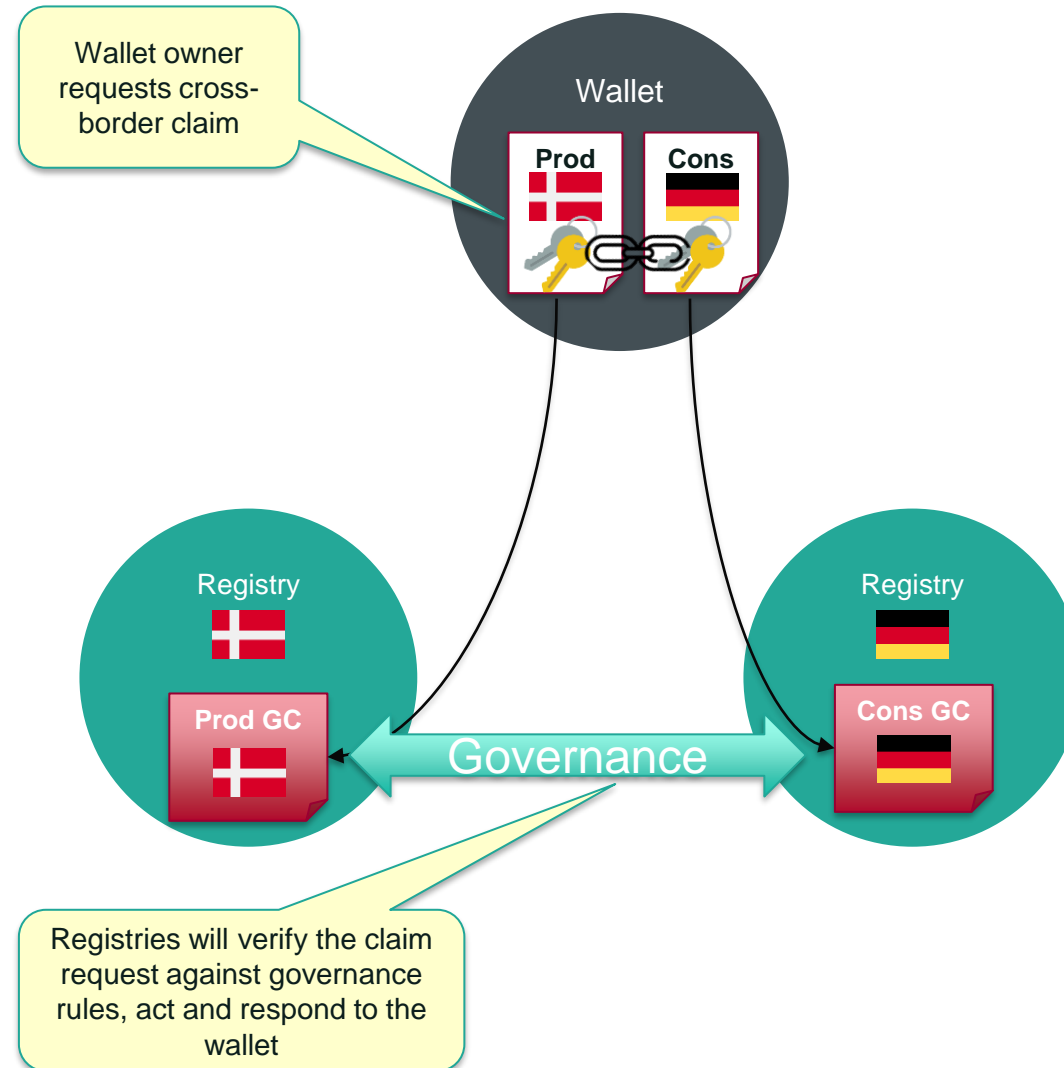 Wallet owner
requests cross-
border claim
Wallet
Prod
Cons
Registry
Registry
Prod GC
Cons GC
Governance
Registries will verify the claim
request against governance
rules, act and respond to the
wallet